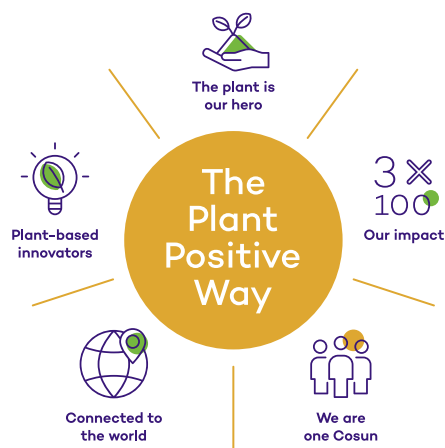 The plant is
our hero
The
Plant
Positive
Way
3 ×
100
Our impact
Plant-based
innovators
Connected to
the world
We are
one Cosun